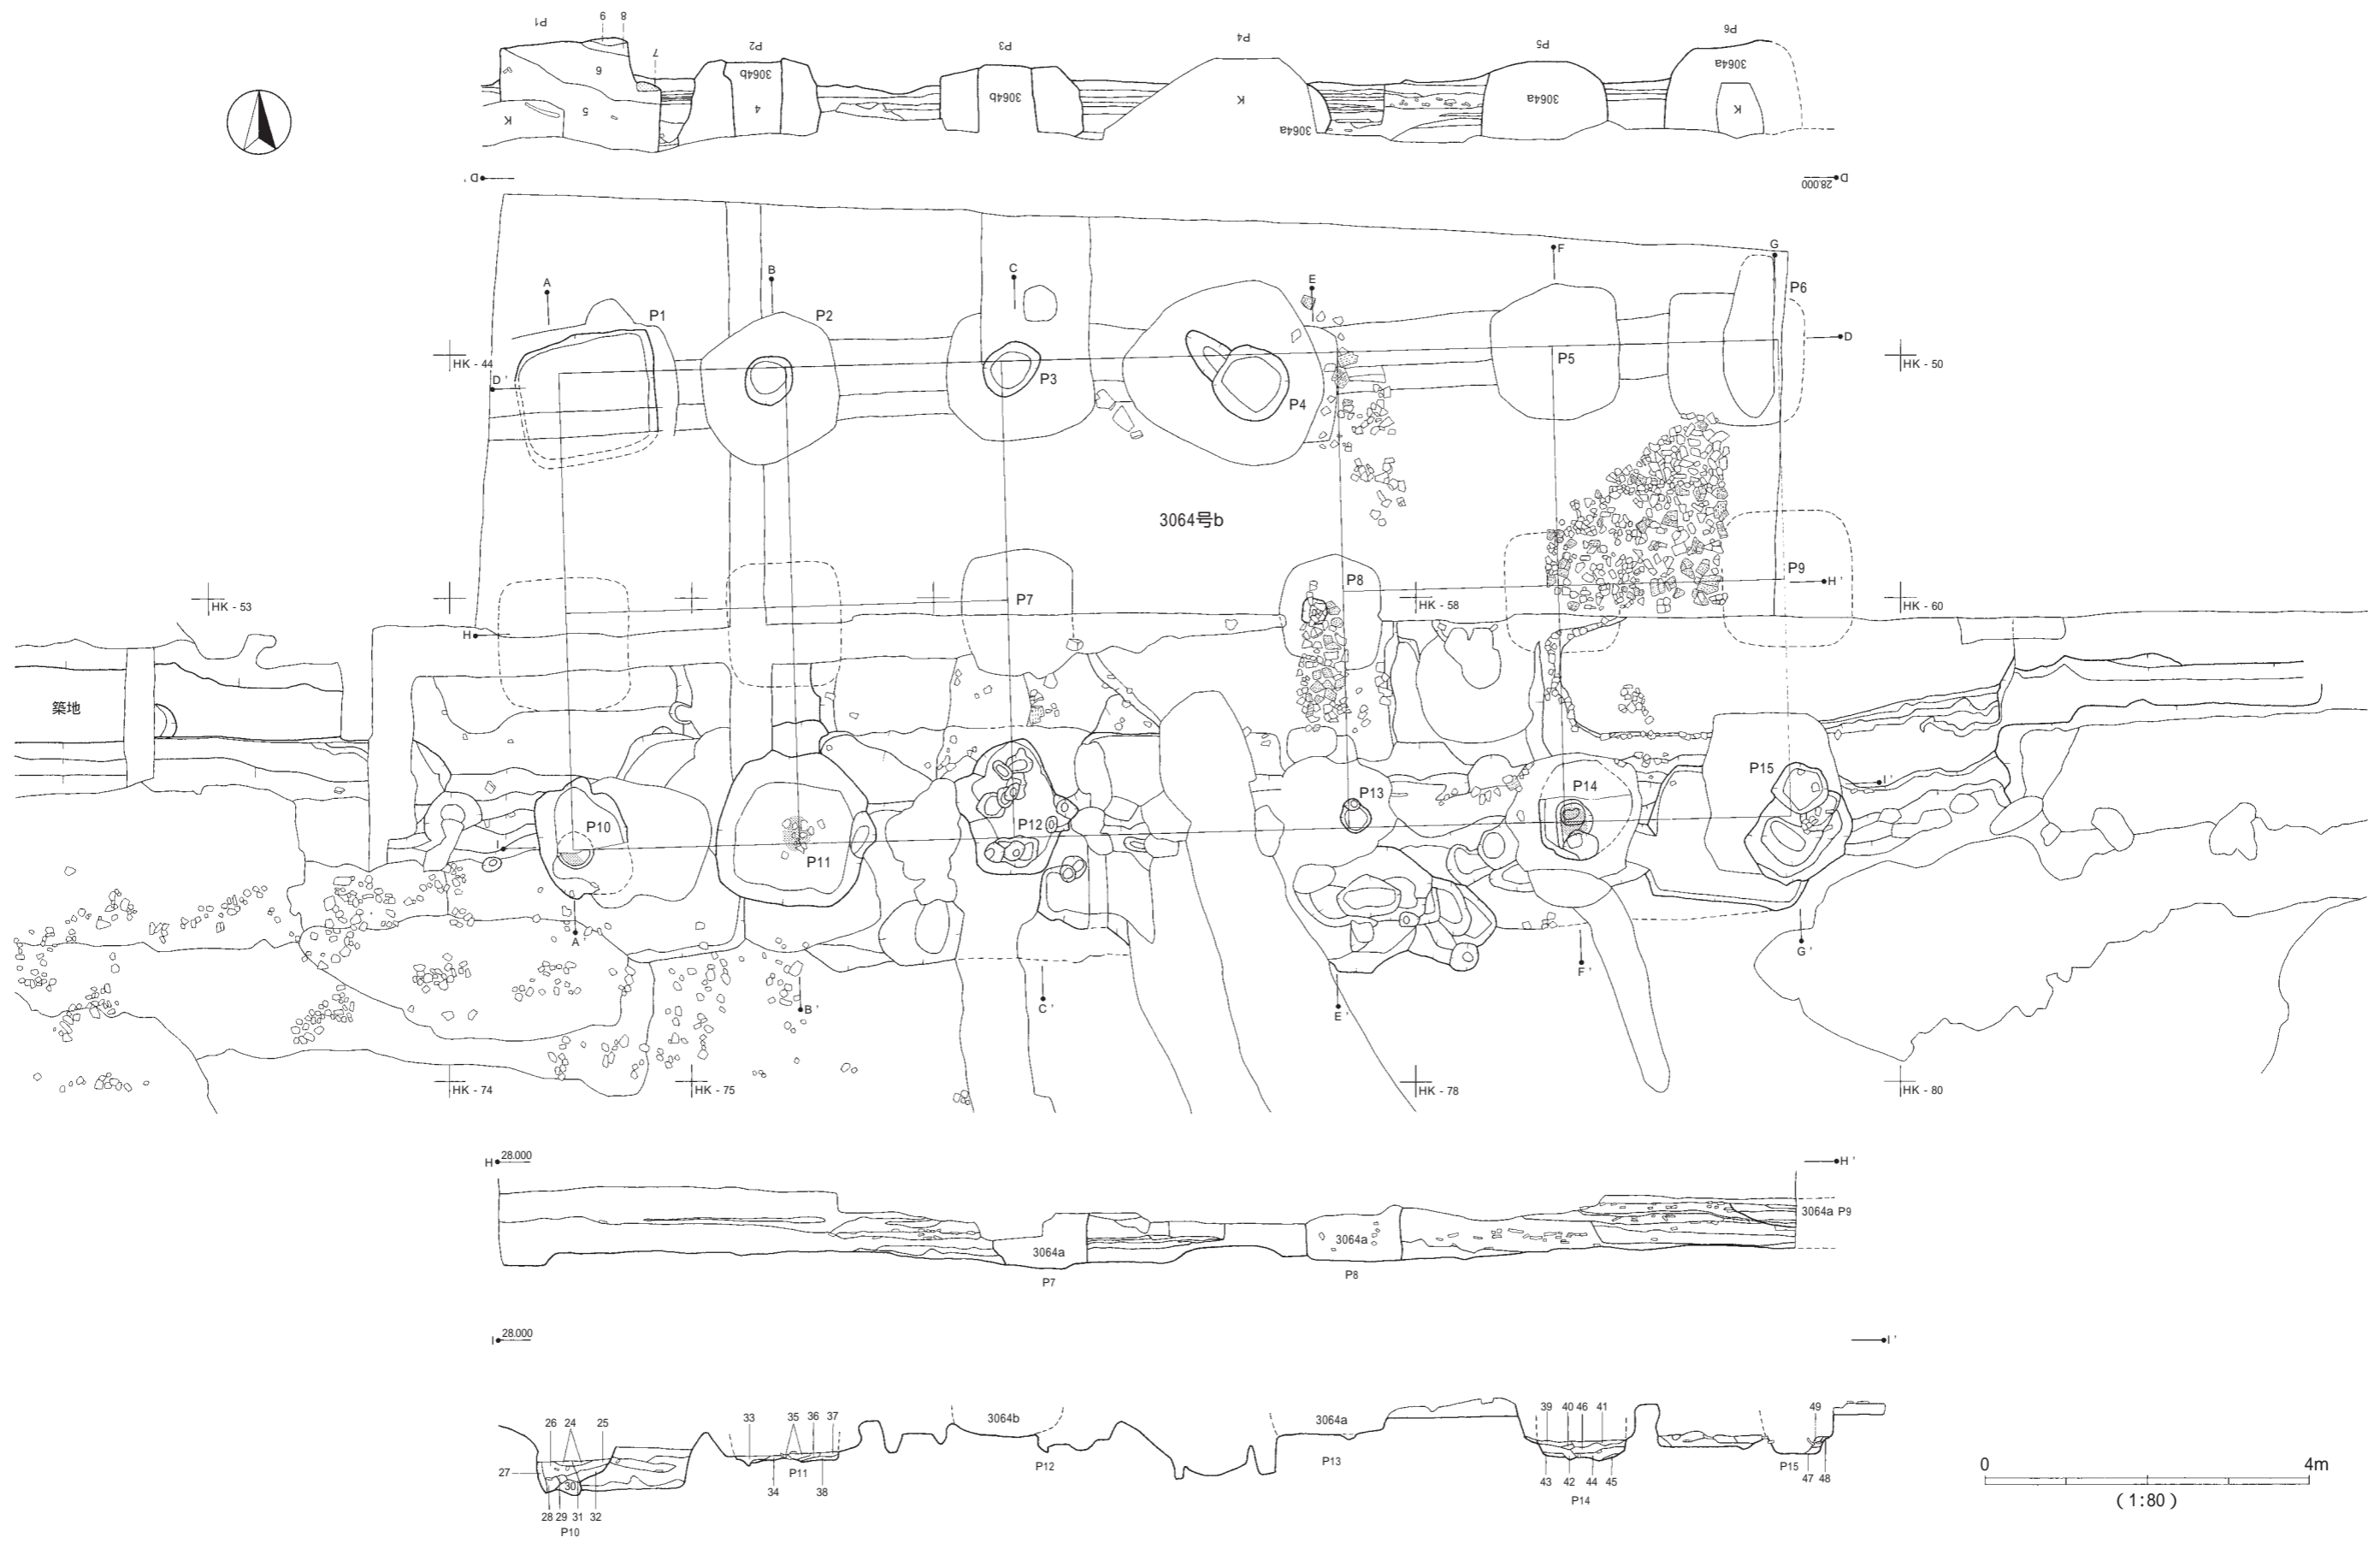 P1
9 8
7
P2
P3
P4
P5
P6
6
5
K
3064b
4
3064b
K
3064a
3064a
3064a
K
D'
D
28.000
A
B
C
E
F
G
P1
P2
P3
P4
P5
P6
D
D'
HK - 44
HK - 50
3064号b
P7
P8
P9
H'
HK - 53
HK - 58
HK - 60
H
築地
P10
P11
P12
P13
P14
P15
I
I'
A'
B'
C'
E'
F'
G'
HK - 74
HK - 75
HK - 78
HK - 80
H 28.000
H'
3064a
P7
3064a
P8
3064a P9
I 28.000
I'
26 24 25
27
30
28 29 31 32
P10
33 35 36 37
P11
34 38
3064b
P12
3064a
P13
39 40 46 41
43 42 44 45
P14
49
P15
47 48
0 4m
(1:80)